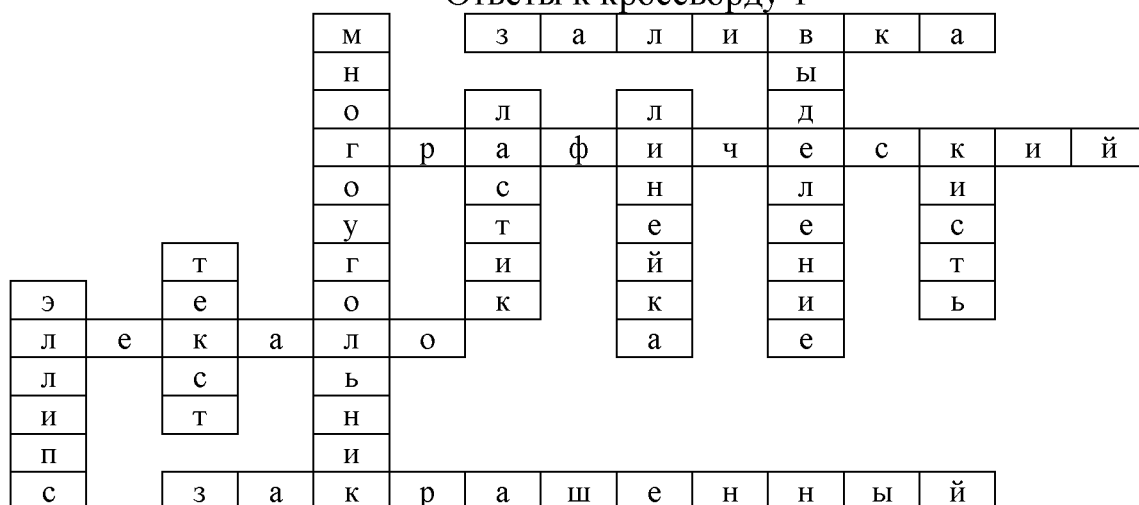 Ответы к кроссворду 1
м з а л и в к а
н ы
о л л д
г р а ф и ч е с к и й
о с н л и
у т е е с
т г и й н т
э е о к к и ь
л е к а л о а е
л с ь
и т н
п и
с з а к р а ш е н н ы й